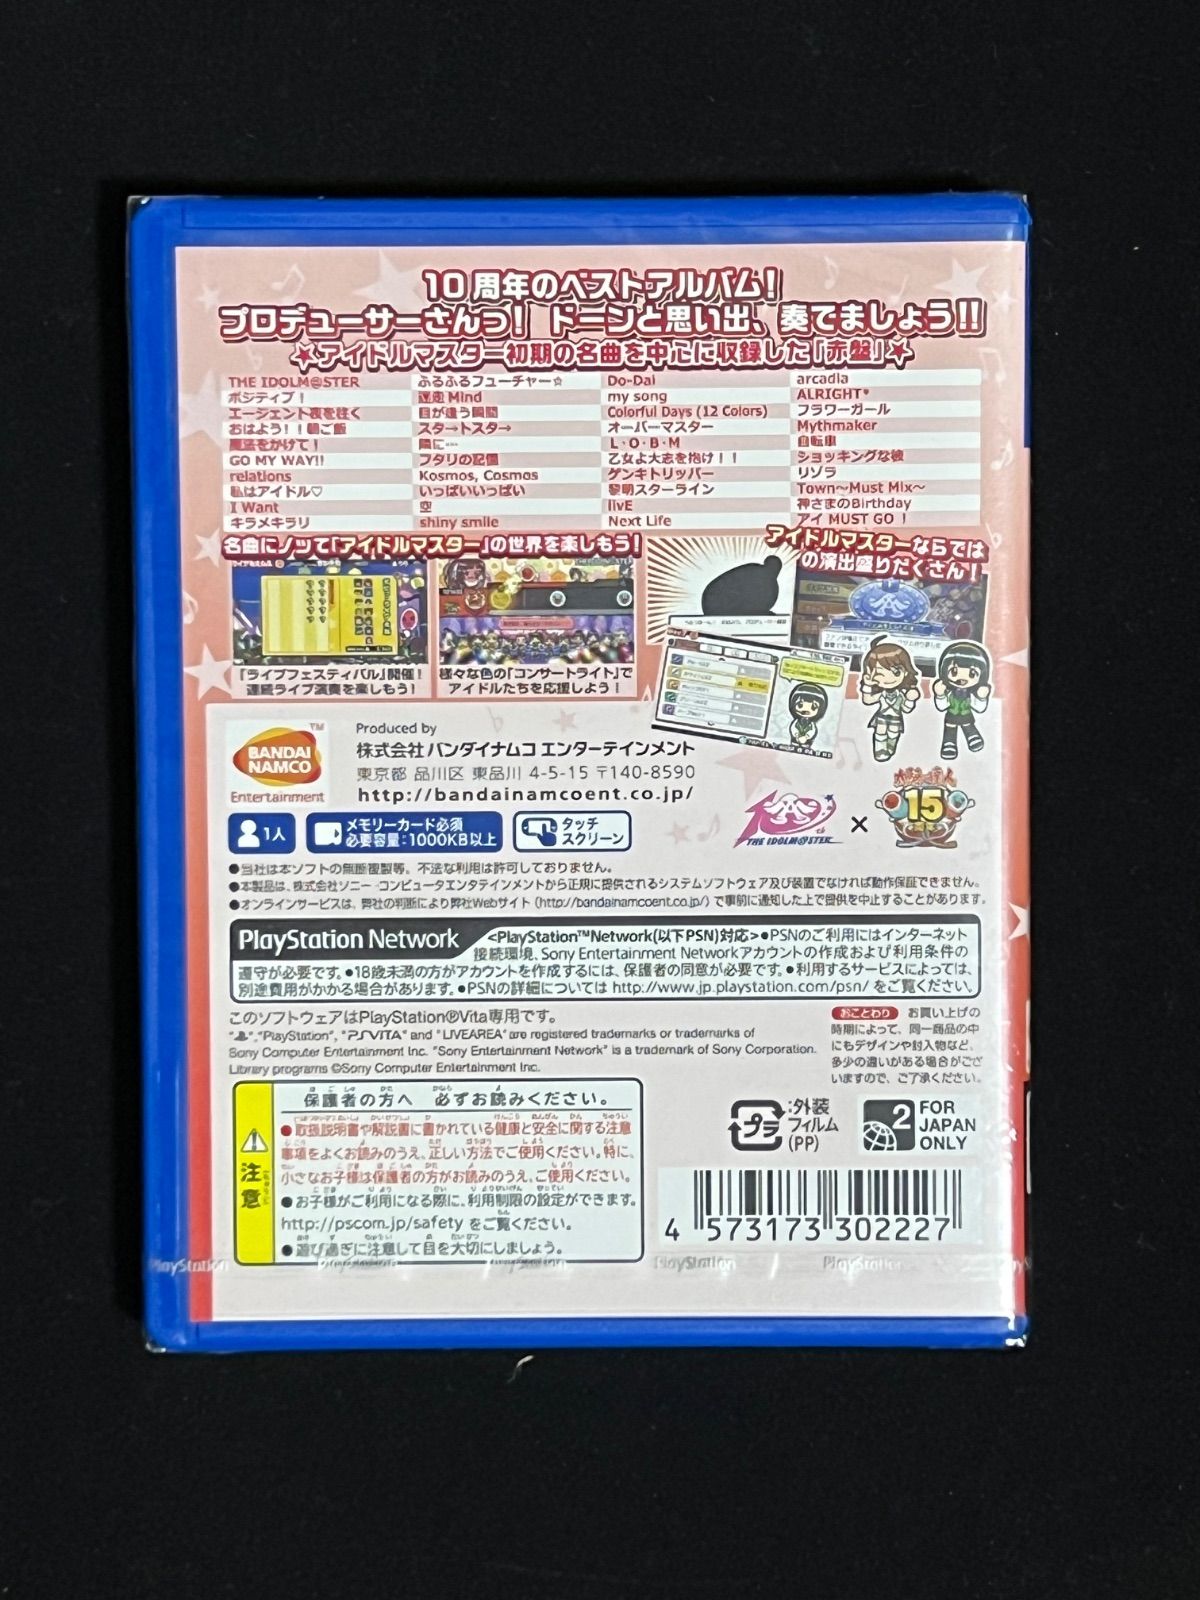 10周年のベストアルバム!
プロデューサーさんっ! ドーンと思い出、奏でましょう!!
★アイドルマスター初期の名曲を中心に収録した「赤盤」★
THE IDOLM@STER ふるふるフューチャー☆ Do-Dai arcadia
ポジティブ! 迷走Mind my song ALRIGHT*
エージェント夜を往く 目が逢う瞬間 Colorful Days (12 Colors) フラワーガール
おはよう!!朝ご飯 スタ→トスタ→ オーバーマスター Mythmaker
魔法をかけて! 隣に… L・O・B・M 自転車
GO MY WAY!! フタリの記憶 乙女よ大志を抱け!! ショッキングな彼
relations Kosmos, Cosmos ゲンキトリッパー リゾラ
私はアイドル♡ いっぱいいっぱい 黎明スターライン Town～Must Mix～
I Want 空 livE 神さまのBirthday
キラメキラリ shiny smile Next Life アイ MUST GO!
名曲にノッて「アイドルマスター」の世界を楽しもう!
アイドルマスターならでは
の演出盛りだくさん!
「ライブフェスティバル」開催!
連続ライブ演奏を楽しもう!
様々な色の「コンサートライト」で
アイドルたちを応援しよう!
BANDAI
NAMCO
TM
Entertainment
Produced by
株式会社 バンダイナムコ エンターテインメント
東京都 品川区 東品川 4-5-15 〒140-8590
http://bandainamcoent.co.jp/
10th
THE IDOLM@STER
×
太鼓の達人
15
1人
メモリーカード必須
必要容量:1000KB以上
タッチ
スクリーン
●当社は本ソフトの無断複製等、不法な利用は許可しておりません。
●本製品は、株式会社ソニー・コンピュータエンタテインメントから正規に提供されるシステムソフトウェア及び装置でなければ動作保証できません。
●オンラインサービスは、弊社の判断により弊社Webサイト(http://bandainamcoent.co.jp/)で事前に通知した上で提供を中止することがあります。
PlayStation Network
<PlayStation™Network(以下PSN)対応>●PSNのご利用にはインターネット
接続環境、Sony Entertainment Networkアカウントの作成および利用条件の
遵守が必要です。●18歳未満の方がアカウントを作成するには、保護者の同意が必要です。●利用するサービスによっては、
別途費用がかかる場合があります。●PSNの詳細については http://www.jp.playstation.com/psn/ をご覧ください。
このソフトウェアはPlayStation®Vita専用です。
", "PlayStation", "PSVITA" and "LIVEAREA" are registered trademarks or trademarks of
Sony Computer Entertainment Inc. "Sony Entertainment Network" is a trademark of Sony Corporation.
Library programs ©Sony Computer Entertainment Inc.
おことわり お買い上げの
時期によって、同一商品の中
にもデザインや封入物など、
多少の違いがある場合がござ
いますので、ご了承ください。
注意
保護者の方へ 必ずお読みください。
●取扱説明書や解説書に書かれている健康と安全に関する注意
事項をよくお読みのうえ、正しい方法でご使用ください。特に、
小さなお子様は保護者の方がお読みのうえ、ご使用ください。
●お子様がご利用になる際に、利用制限の設定ができます。
http://pscom.jp/safety をご覧ください。
●遊び過ぎに注意して目を大切にしましょう。
プラ
:外装
フィルム
(PP)
2
FOR
JAPAN
ONLY
4 573173 302227
PlayStation PlayStation PlayStation PlayStation PlayStation